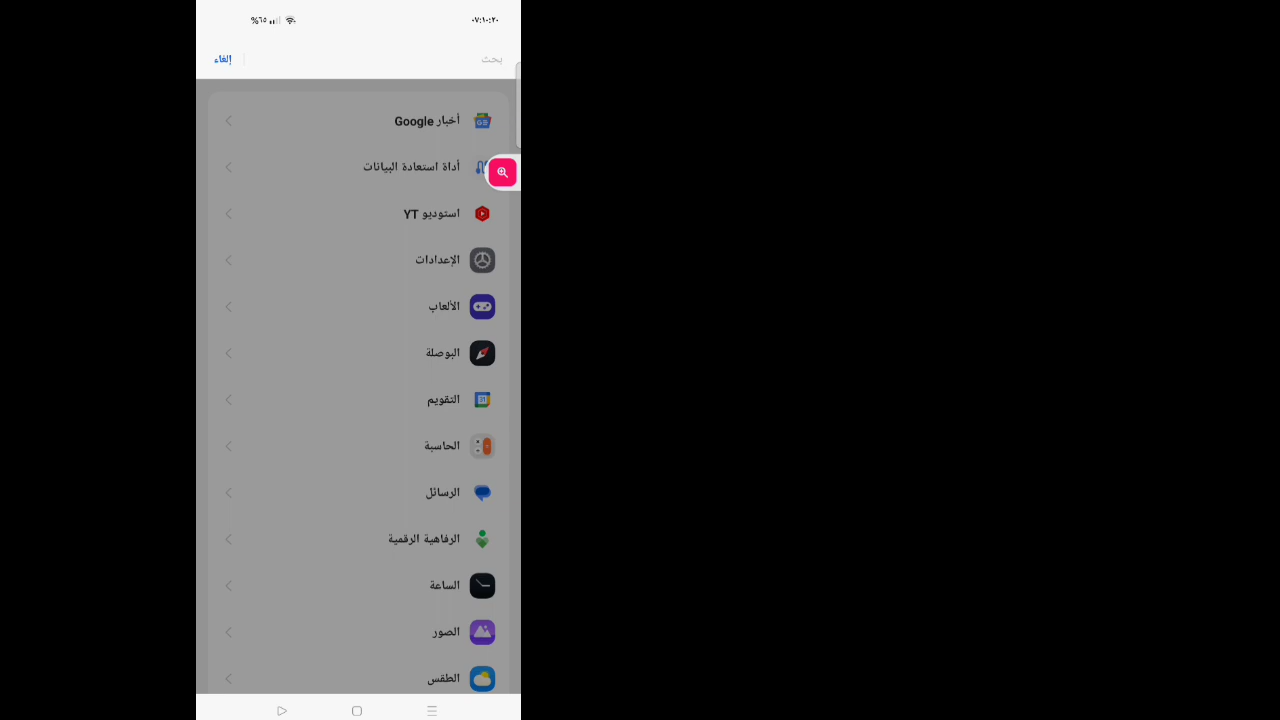 ٠٧:١٠:٢٠
%٦٥
بحث
إلغاء
أخبار Google
أداة استعادة البيانات
استوديو YT
الإعدادات
الألعاب
البوصلة
التقويم
31
الحاسبة
الرسائل
الرفاهية الرقمية
الساعة
الصور
الطقس